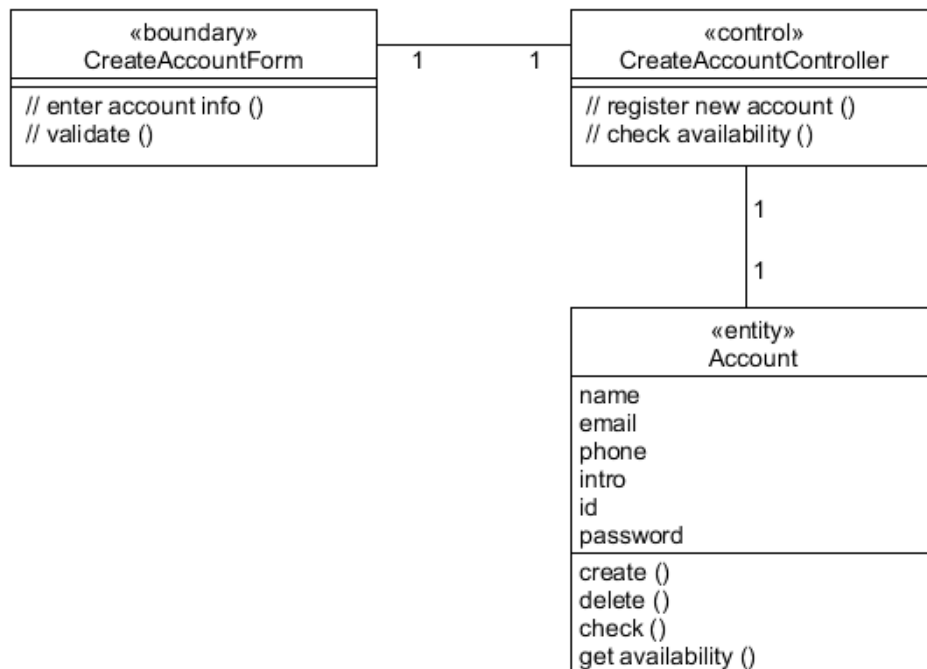 «boundary»
CreateAccountForm
// enter account info ()
// validate ()
1
1
«control»
CreateAccountController
// register new account ()
// check availability ()
1
1
«entity»
Account
name
email
phone
intro
id
password
create ()
delete ()
check ()
get availability ()